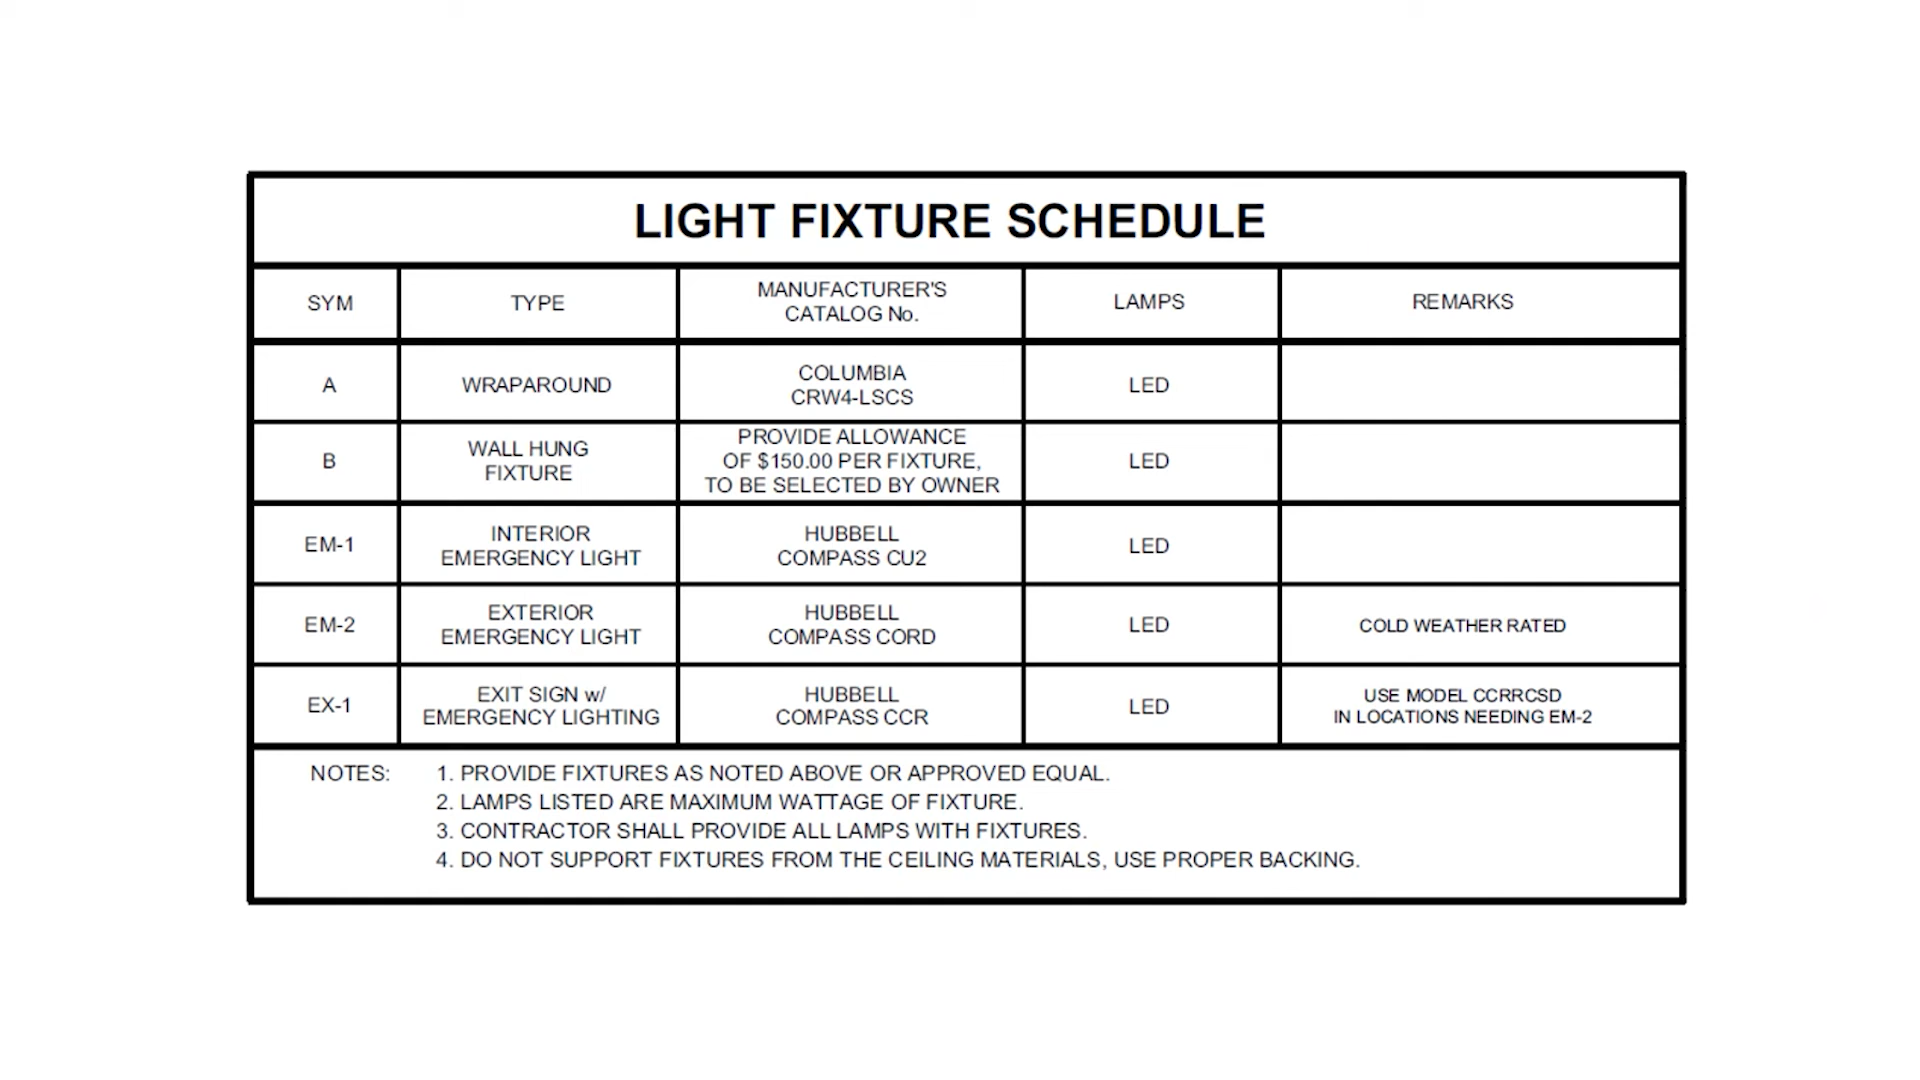 LIGHT FIXTURE SCHEDULE
SYM
TYPE
MANUFACTURER'S
CATALOG No.
LAMPS
REMARKS
A
WRAPAROUND
COLUMBIA
CRW4-LSCS
LED
B
WALL HUNG
FIXTURE
PROVIDE ALLOWANCE
OF $150.00 PER FIXTURE,
TO BE SELECTED BY OWNER
LED
EM-1
INTERIOR
EMERGENCY LIGHT
HUBBELL
COMPASS CU2
LED
EM-2
EXTERIOR
EMERGENCY LIGHT
HUBBELL
COMPASS CORD
LED
COLD WEATHER RATED
EX-1
EXIT SIGN w/
EMERGENCY LIGHTING
HUBBELL
COMPASS CCR
LED
USE MODEL CCRRCSD
IN LOCATIONS NEEDING EM-2
NOTES: 1. PROVIDE FIXTURES AS NOTED ABOVE OR APPROVED EQUAL.
2. LAMPS LISTED ARE MAXIMUM WATTAGE OF FIXTURE.
3. CONTRACTOR SHALL PROVIDE ALL LAMPS WITH FIXTURES.
4. DO NOT SUPPORT FIXTURES FROM THE CEILING MATERIALS, USE PROPER BACKING.